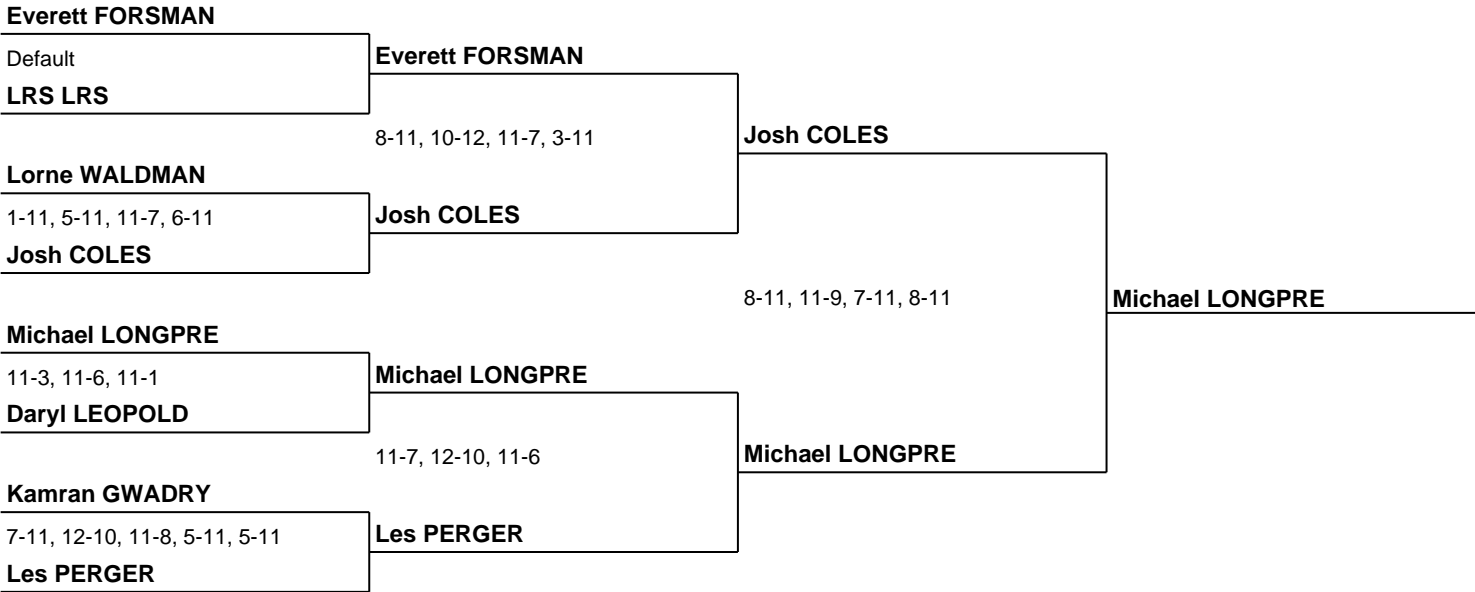 Everett FORSMAN
Default
Everett FORSMAN
LRS LRS
8-11, 10-12, 11-7, 3-11
Josh COLES
Lorne WALDMAN
1-11, 5-11, 11-7, 6-11
Josh COLES
Josh COLES
8-11, 11-9, 7-11, 8-11
Michael LONGPRE
Michael LONGPRE
11-3, 11-6, 11-1
Michael LONGPRE
Daryl LEOPOLD
11-7, 12-10, 11-6
Michael LONGPRE
Kamran GWADRY
7-11, 12-10, 11-8, 5-11, 5-11
Les PERGER
Les PERGER